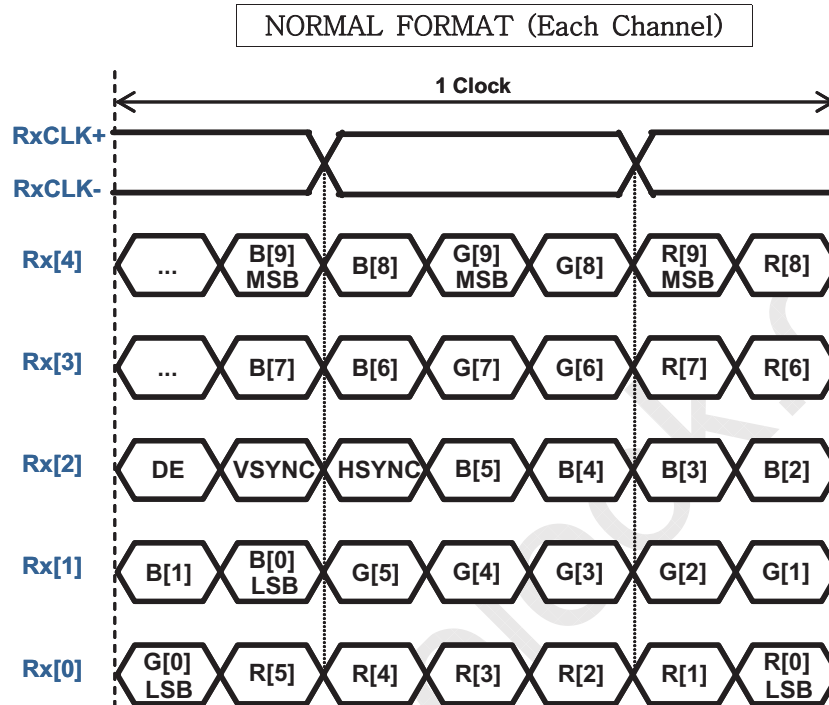 NORMAL FORMAT (Each Channel)
1 Clock
RxCLK+
RxCLK-
Rx[4] ... B[9] MSB B[8] G[9] MSB G[8] R[9] MSB R[8]
Rx[3] ... B[7] B[6] G[7] G[6] R[7] R[6]
Rx[2] DE VSYNC HSYNC B[5] B[4] B[3] B[2]
Rx[1] B[1] B[0] LSB G[5] G[4] G[3] G[2] G[1]
Rx[0] G[0] LSB R[5] R[4] R[3] R[2] R[1] R[0] LSB